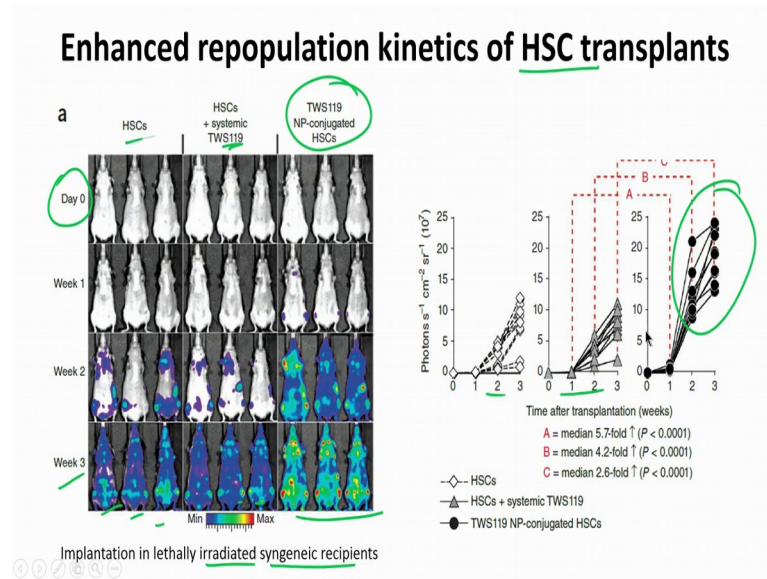 Enhanced repopulation kinetics of HSC transplants
a
HSCs
HSCs
+ systemic
TWS119
TWS119
NP-conjugated
HSCs
Day 0
Week 1
Week 2
Week 3
Min
Max
Implantation in lethally irradiated syngeneic recipients
C
B
A
Photons s⁻¹ cm⁻² sr⁻¹ (10⁷)
25
20
15
10
5
0
0 1 2 3
25
20
15
10
5
0
0 1 2 3
25
20
15
10
5
0
0 1 2 3
Time after transplantation (weeks)
A = median 5.7-fold ↑ (P < 0.0001)
B = median 4.2-fold ↑ (P < 0.0001)
C = median 2.6-fold ↑ (P < 0.0001)
HSCs
HSCs + systemic TWS119
TWS119 NP-conjugated HSCs